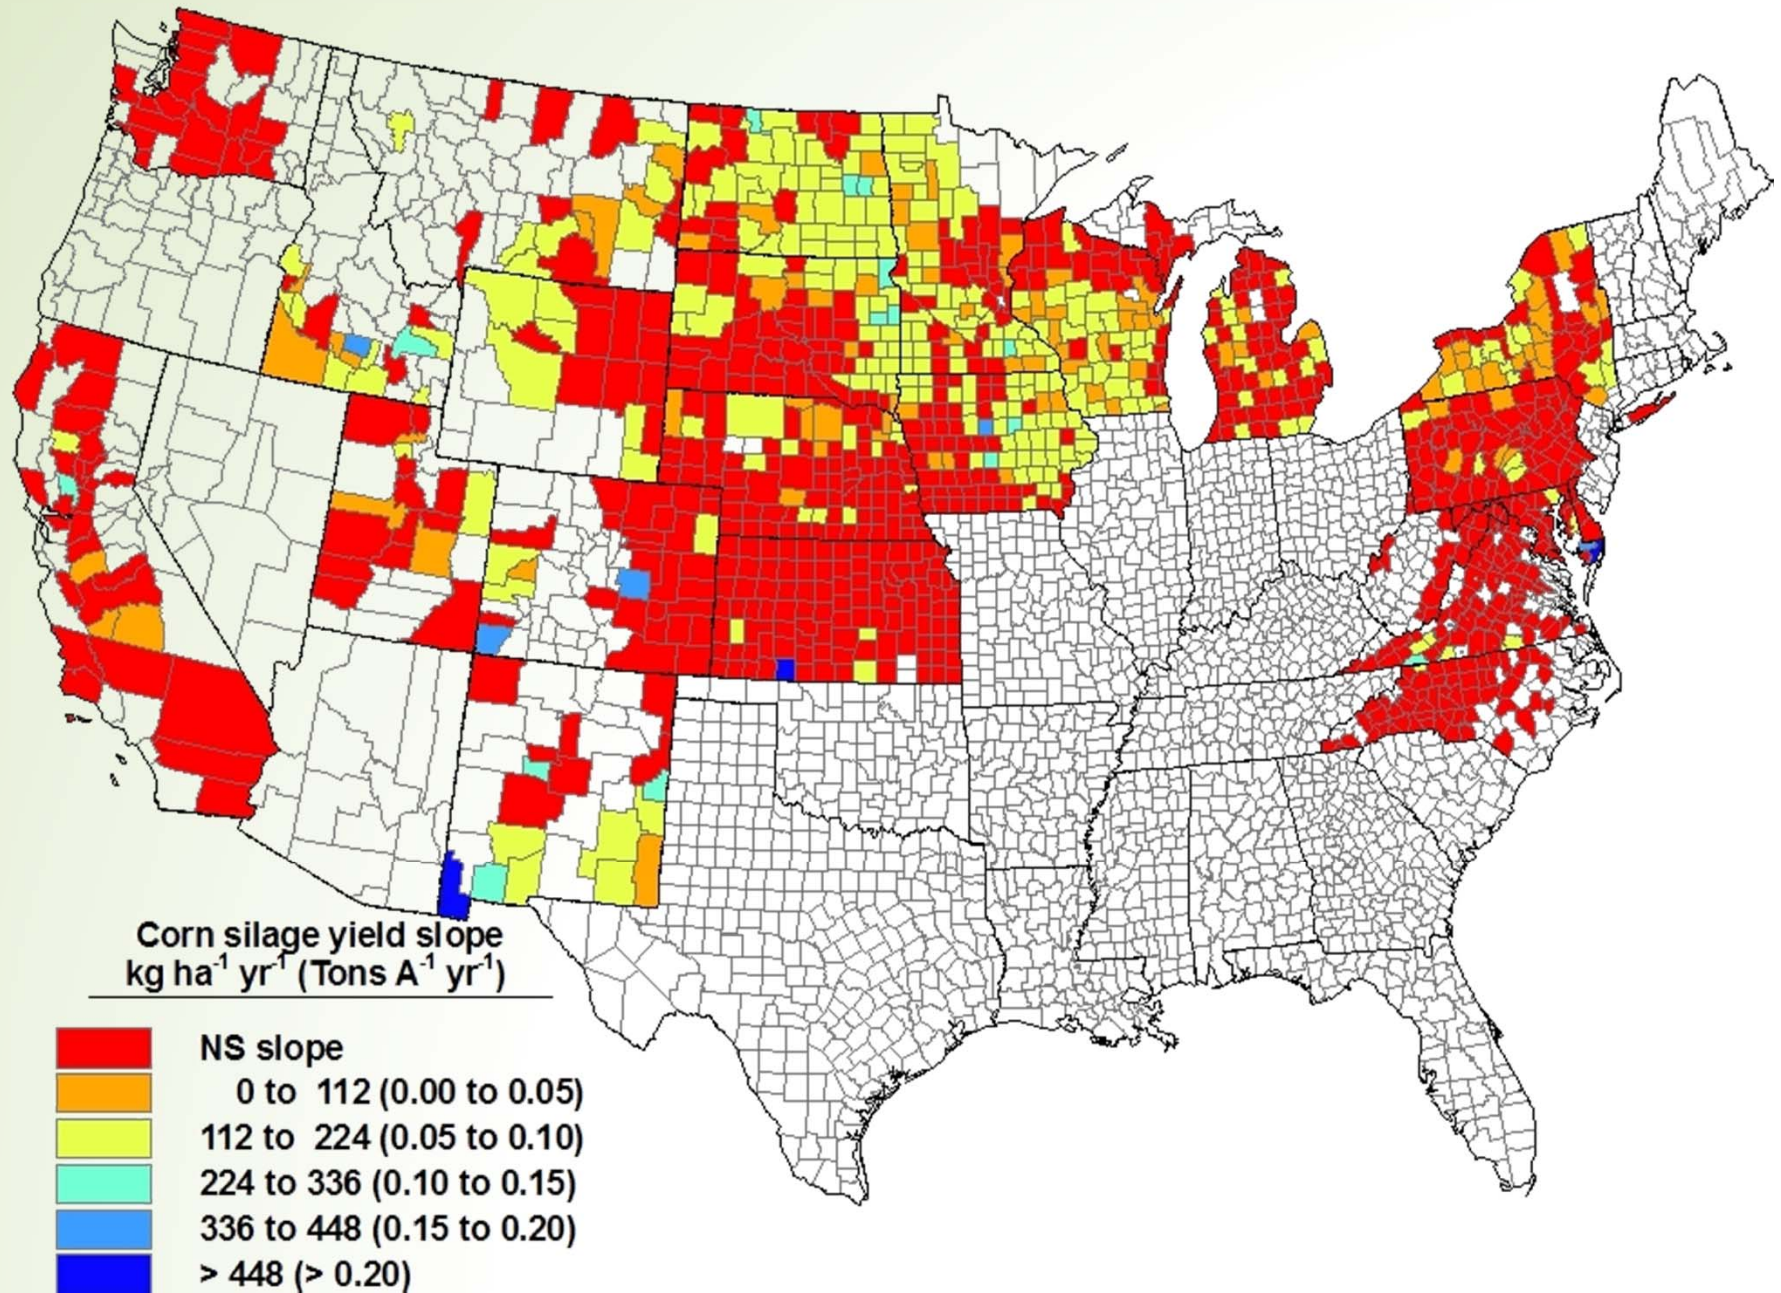 Corn silage yield slope
kg ha⁻¹ yr⁻¹ (Tons A⁻¹ yr⁻¹)
NS slope
0 to 112 (0.00 to 0.05)
112 to 224 (0.05 to 0.10)
224 to 336 (0.10 to 0.15)
336 to 448 (0.15 to 0.20)
> 448 (> 0.20)